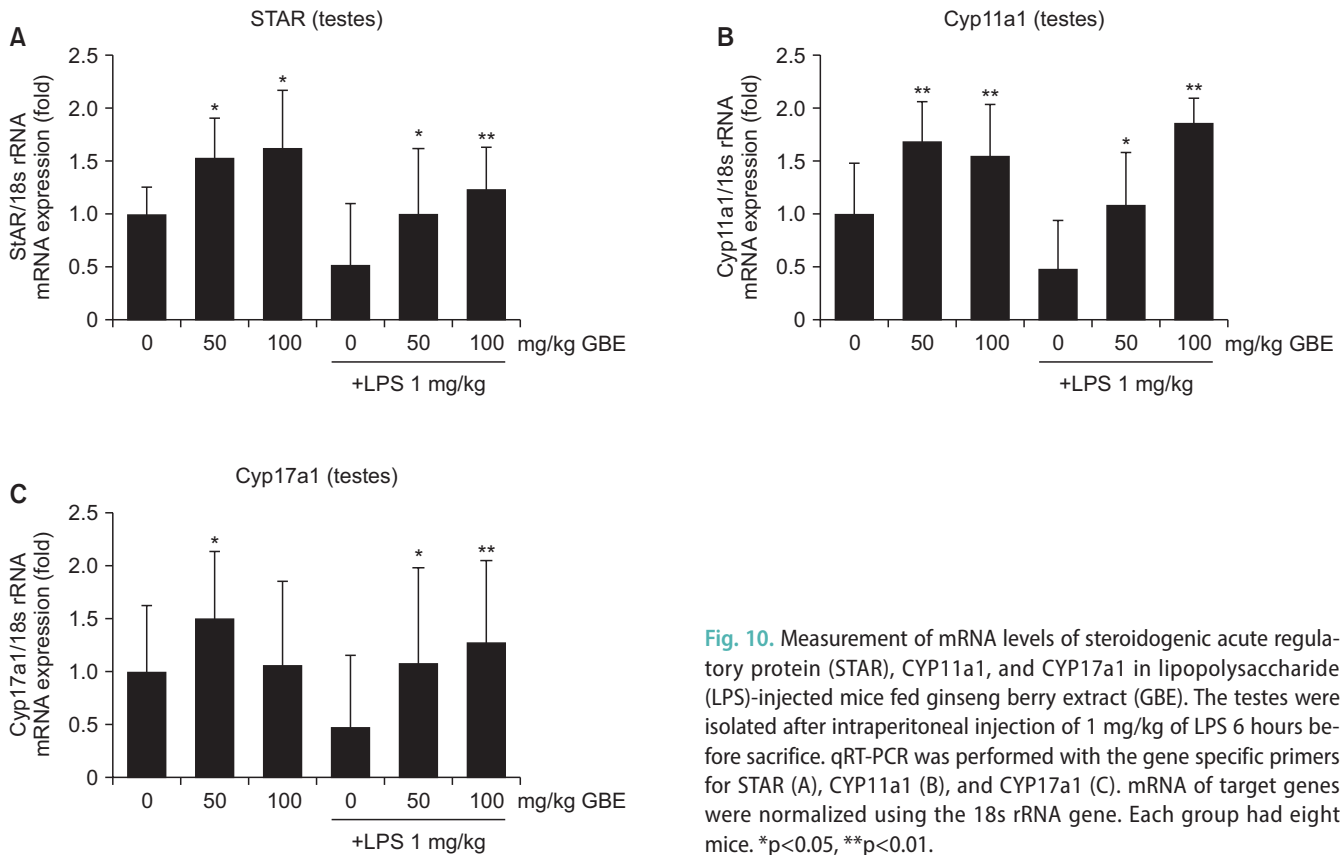 A
STAR (testes)
StAR/18s rRNA
mRNA expression (fold)
2.5
2.0
1.5
1.0
0.5
0
* * * **
0 50 100 0 50 100 mg/kg GBE
+LPS 1 mg/kg
B
Cyp11a1 (testes)
Cyp11a1/18s rRNA
mRNA expression (fold)
2.5
2.0
1.5
1.0
0.5
0
** ** * **
0 50 100 0 50 100 mg/kg GBE
+LPS 1 mg/kg
C
Cyp17a1 (testes)
Cyp17a1/18s rRNA
mRNA expression (fold)
2.5
2.0
1.5
1.0
0.5
0
* * **
0 50 100 0 50 100 mg/kg GBE
+LPS 1 mg/kg
Fig. 10. Measurement of mRNA levels of steroidogenic acute regula-
tory protein (STAR), CYP11a1, and CYP17a1 in lipopolysaccharide
(LPS)-injected mice fed ginseng berry extract (GBE). The testes were
isolated after intraperitoneal injection of 1 mg/kg of LPS 6 hours be-
fore sacrifice. qRT-PCR was performed with the gene specific primers
for STAR (A), CYP11a1 (B), and CYP17a1 (C). mRNA of target genes
were normalized using the 18s rRNA gene. Each group had eight
mice. *p<0.05, **p<0.01.